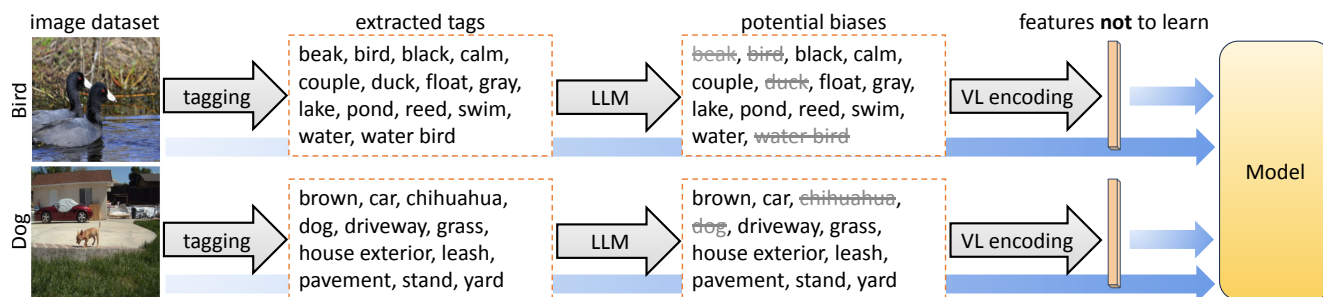 image dataset
extracted tags
potential biases
features not to learn
Bird
tagging
beak, bird, black, calm,
couple, duck, float, gray,
lake, pond, reed, swim,
water, water bird
LLM
beak, bird, black, calm,
couple, duck, float, gray,
lake, pond, reed, swim,
water, water bird
VL encoding
Model
Dog
tagging
brown, car, chihuahua,
dog, driveway, grass,
house exterior, leash,
pavement, stand, yard
LLM
brown, car, chihuahua,
dog, driveway, grass,
house exterior, leash,
pavement, stand, yard
VL encoding